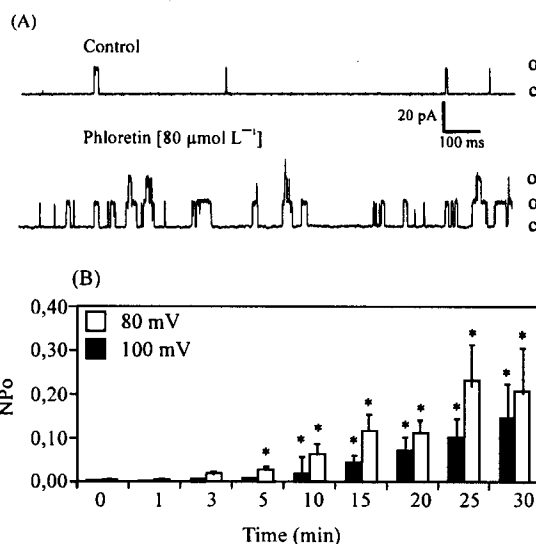 (A)
Control
o
c
20 pA
100 ms
Phloretin [80 μmol L⁻¹]
o
o
c
(B)
0,40
80 mV
0,30
100 mV
NPo
0,20
0,10
0,00
* * * * * * * * * * *
0 1 3 5 10 15 20 25 30
Time (min)